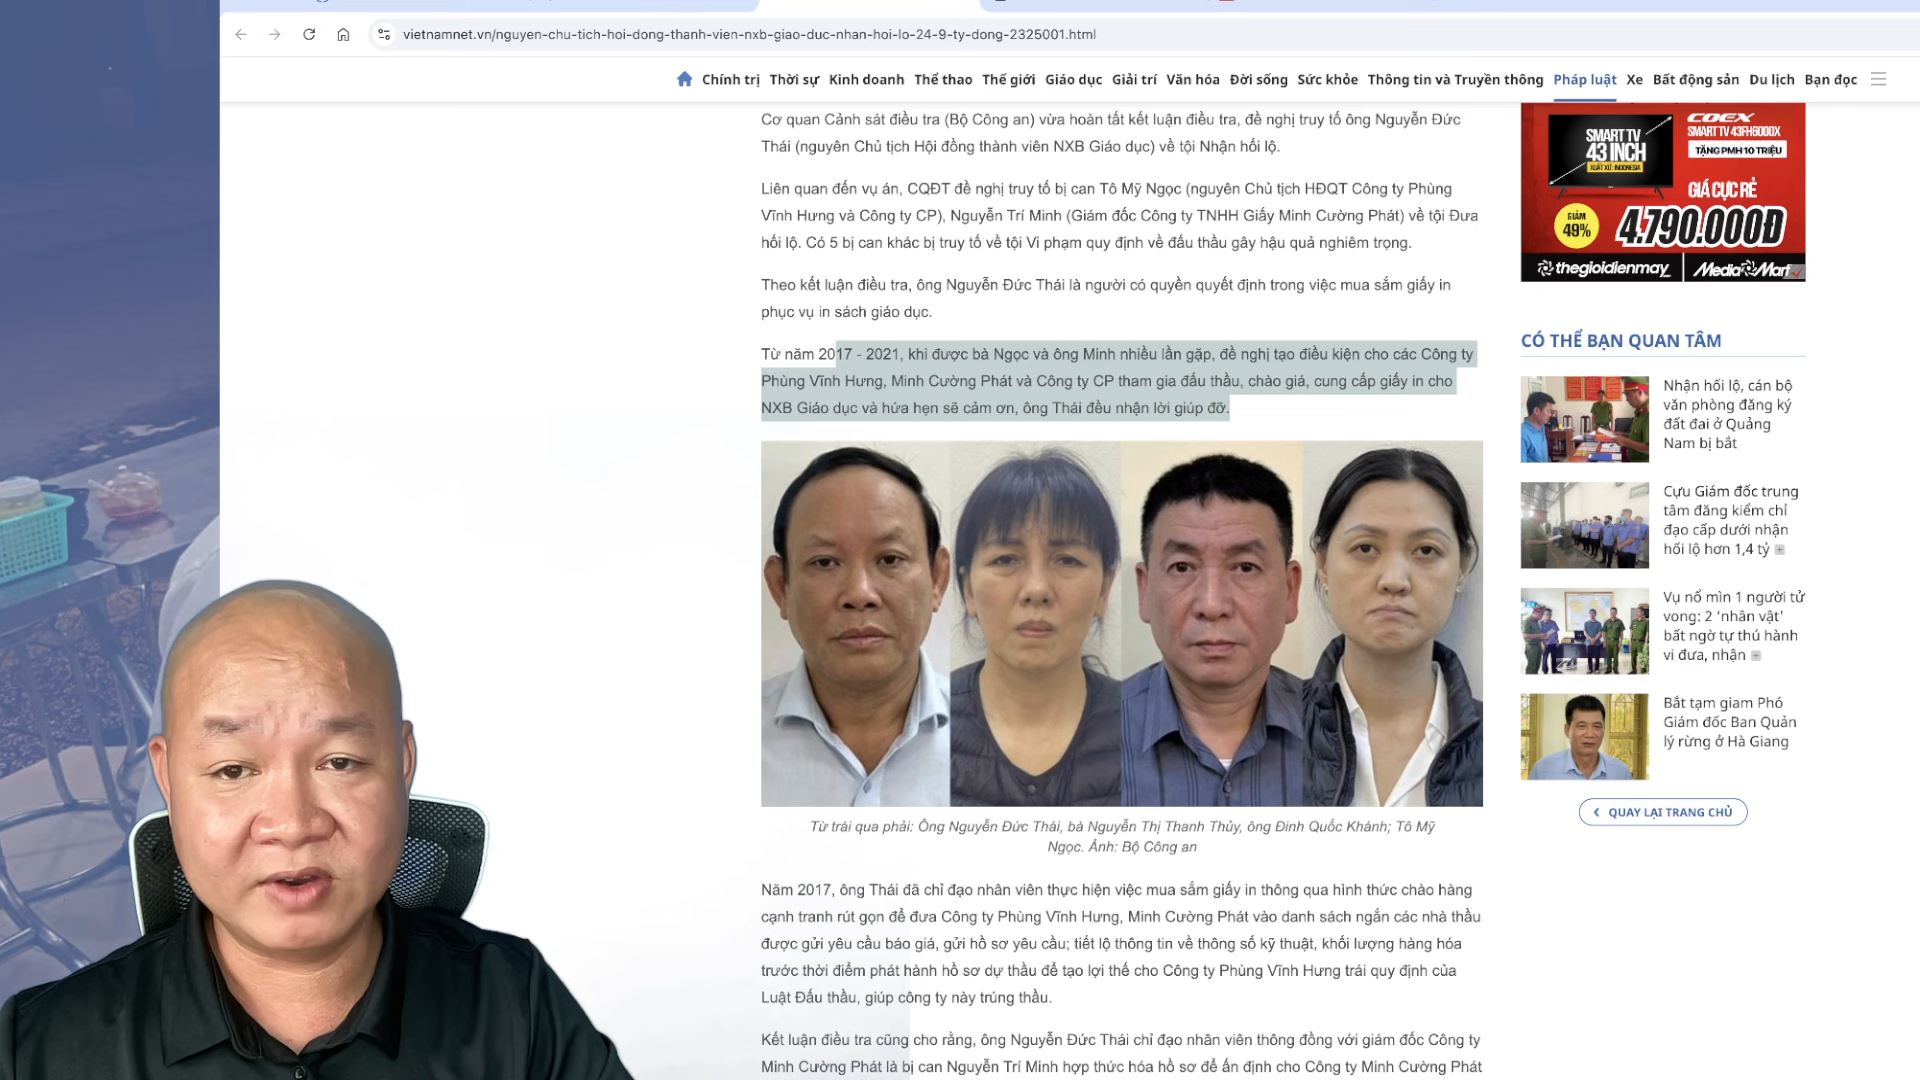 vietnamnet.vn/nguyen-chu-tich-hoi-dong-thanh-vien-nxb-giao-duc-nhan-hoi-lo-24-9-ty-dong-2325001.html
Chính trị Thời sự Kinh doanh Thể thao Thế giới Giáo dục Giải trí Văn hóa Đời sống Sức khỏe Thông tin và Truyền thông Pháp luật Xe Bất động sản Du lịch Bạn đọc
Cơ quan Cảnh sát điều tra (Bộ Công an) vừa hoàn tất kết luận điều tra, đề nghị truy tố ông Nguyễn Đức
Thái (nguyên Chủ tịch Hội đồng thành viên NXB Giáo dục) về tội Nhận hối lộ.
Liên quan đến vụ án, CQĐT đề nghị truy tố bị can Tô Mỹ Ngọc (nguyên Chủ tịch HĐQT Công ty Phùng
Vĩnh Hưng và Công ty CP), Nguyễn Trí Minh (Giám đốc Công ty TNHH Giấy Minh Cường Phát) về tội Đưa
hối lộ. Có 5 bị can khác bị truy tố về tội Vi phạm quy định về đấu thầu gây hậu quả nghiêm trọng.
Theo kết luận điều tra, ông Nguyễn Đức Thái là người có quyền quyết định trong việc mua sắm giấy in
phục vụ in sách giáo dục.
Từ năm 2017 - 2021, khi được bà Ngọc và ông Minh nhiều lần gặp, đề nghị tạo điều kiện cho các Công ty
Phùng Vĩnh Hưng, Minh Cường Phát và Công ty CP tham gia đấu thầu, chào giá, cung cấp giấy in cho
NXB Giáo dục và hứa hẹn sẽ cảm ơn, ông Thái đều nhận lời giúp đỡ.
Từ trái qua phải: Ông Nguyễn Đức Thái, bà Nguyễn Thị Thanh Thủy, ông Đinh Quốc Khánh; Tô Mỹ
Ngọc. Ảnh: Bộ Công an
Năm 2017, ông Thái đã chỉ đạo nhân viên thực hiện việc mua sắm giấy in thông qua hình thức chào hàng
cạnh tranh rút gọn để đưa Công ty Phùng Vĩnh Hưng, Minh Cường Phát vào danh sách ngắn các nhà thầu
được gửi yêu cầu báo giá, gửi hồ sơ yêu cầu; tiết lộ thông tin về thông số kỹ thuật, khối lượng hàng hóa
trước thời điểm phát hành hồ sơ dự thầu để tạo lợi thế cho Công ty Phùng Vĩnh Hưng trái quy định của
Luật Đấu thầu, giúp công ty này trúng thầu.
Kết luận điều tra cũng cho rằng, ông Nguyễn Đức Thái chỉ đạo nhân viên thông đồng với giám đốc Công ty
Minh Cường Phát là bị can Nguyễn Trí Minh hợp thức hóa hồ sơ để ấn định cho Công ty Minh Cường Phát
SMART TV
43 INCH
XUẤT XỨ: INDONESIA
COEX
SMART TV 43FH6000X
TẶNG PMH 10 TRIỆU
GIÁ CỰC RẺ
GIẢM
49%
4.790.000Đ
thegioidienmay
MediaMart
CÓ THỂ BẠN QUAN TÂM
Nhận hối lộ, cán bộ
văn phòng đăng ký
đất đai ở Quảng
Nam bị bắt
Cựu Giám đốc trung
tâm đăng kiểm chỉ
đạo cấp dưới nhận
hối lộ hơn 1,4 tỷ
Vụ nổ mìn 1 người tử
vong: 2 'nhân vật'
bất ngờ tự thú hành
vi đưa, nhận
Bắt tạm giam Phó
Giám đốc Ban Quản
lý rừng ở Hà Giang
QUAY LẠI TRANG CHỦ